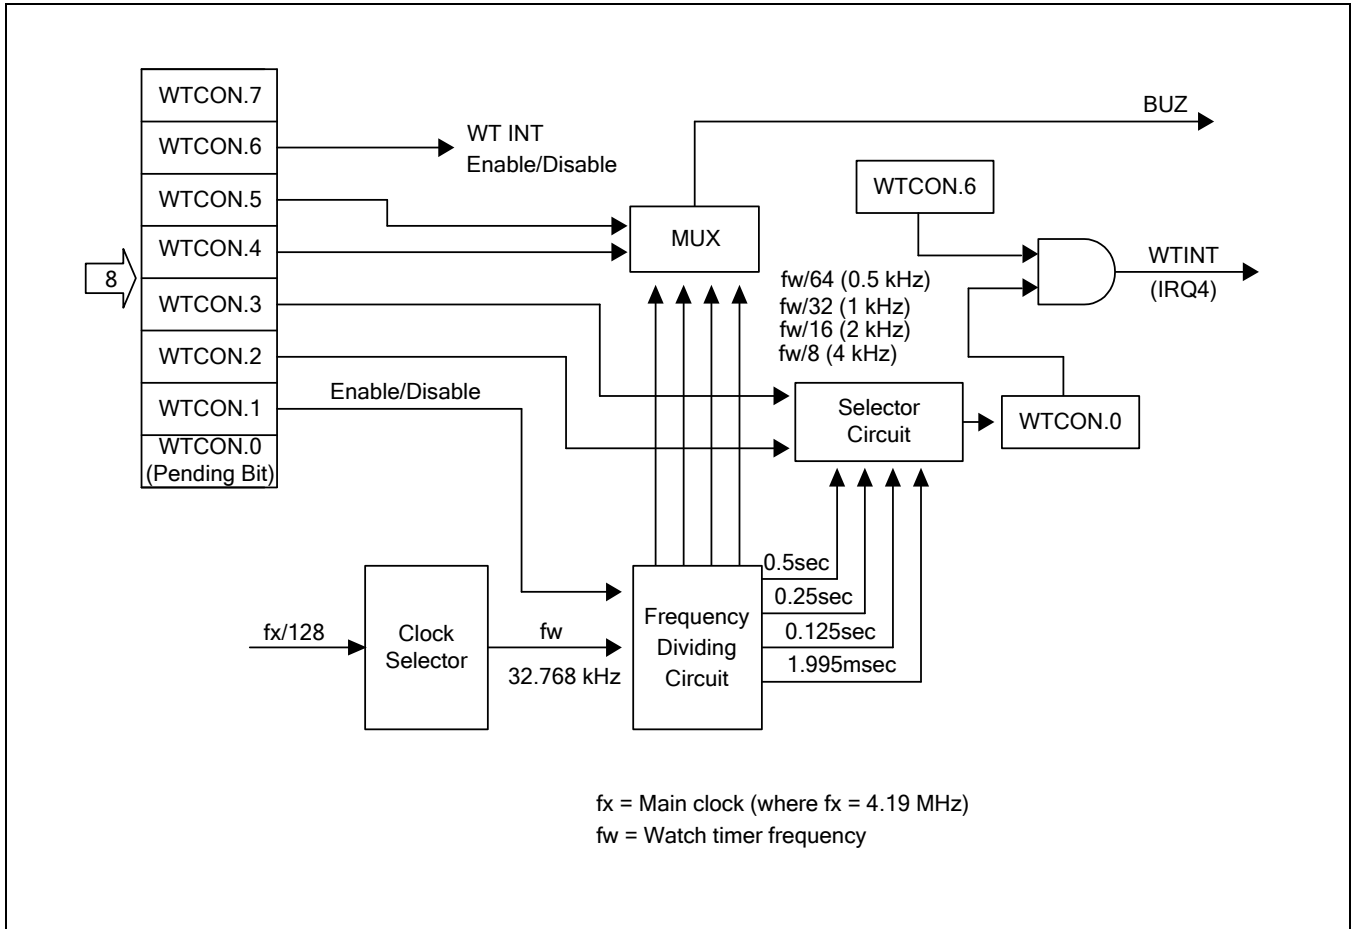 WTCON.7
WTCON.6
WTCON.5
WTCON.4
WTCON.3
WTCON.2
WTCON.1
WTCON.0
(Pending Bit)
8
WT INT
Enable/Disable
BUZ
MUX
WTCON.6
WTINT
(IRQ4)
fw/64 (0.5 kHz)
fw/32 (1 kHz)
fw/16 (2 kHz)
fw/8 (4 kHz)
Enable/Disable
Selector
Circuit
WTCON.0
fx/128
Clock
Selector
fw
32.768 kHz
Frequency
Dividing
Circuit
0.5sec
0.25sec
0.125sec
1.995msec
fx = Main clock (where fx = 4.19 MHz)
fw = Watch timer frequency